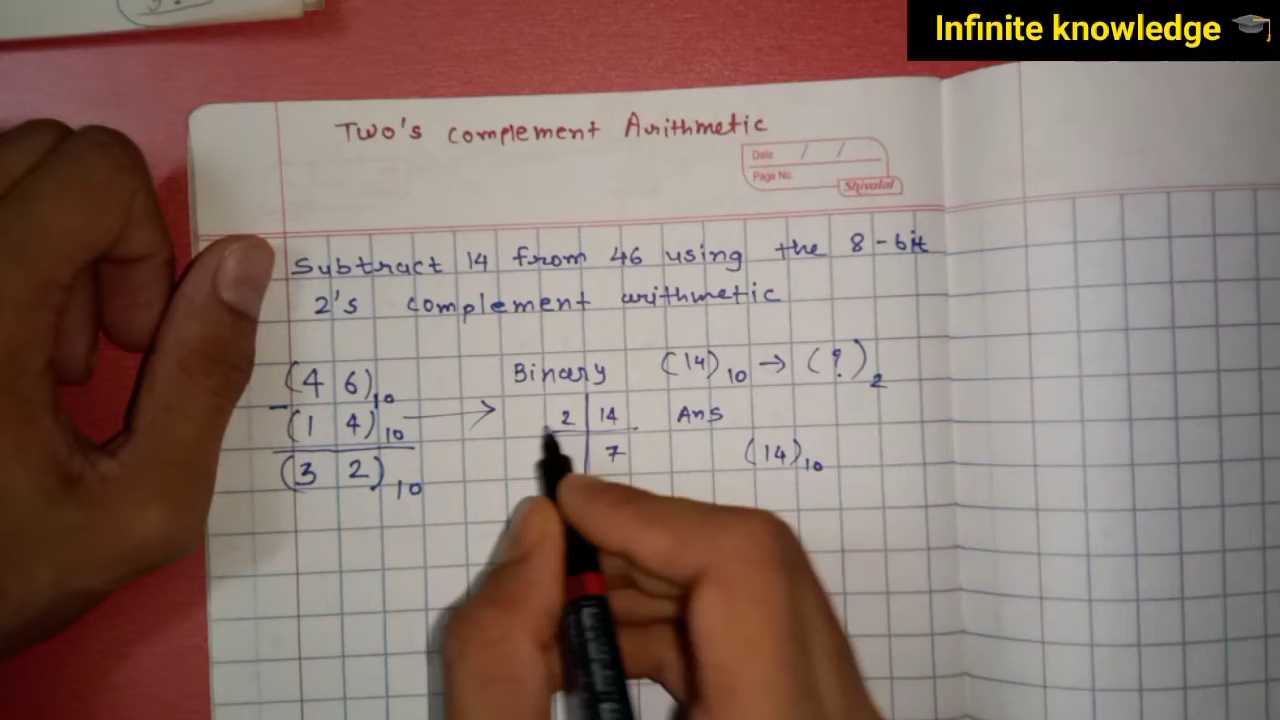 Infinite knowledge
Two's complement Arithmetic
Date / /
Page No.
Shivalal
Subtract 14 from 46 using the 8-bit
2's complement arithmetic
(4 6)10
- (1 4)10
(3 2)10
Binary (14)10 → (?)2
2 14 Ans
7 (14)10